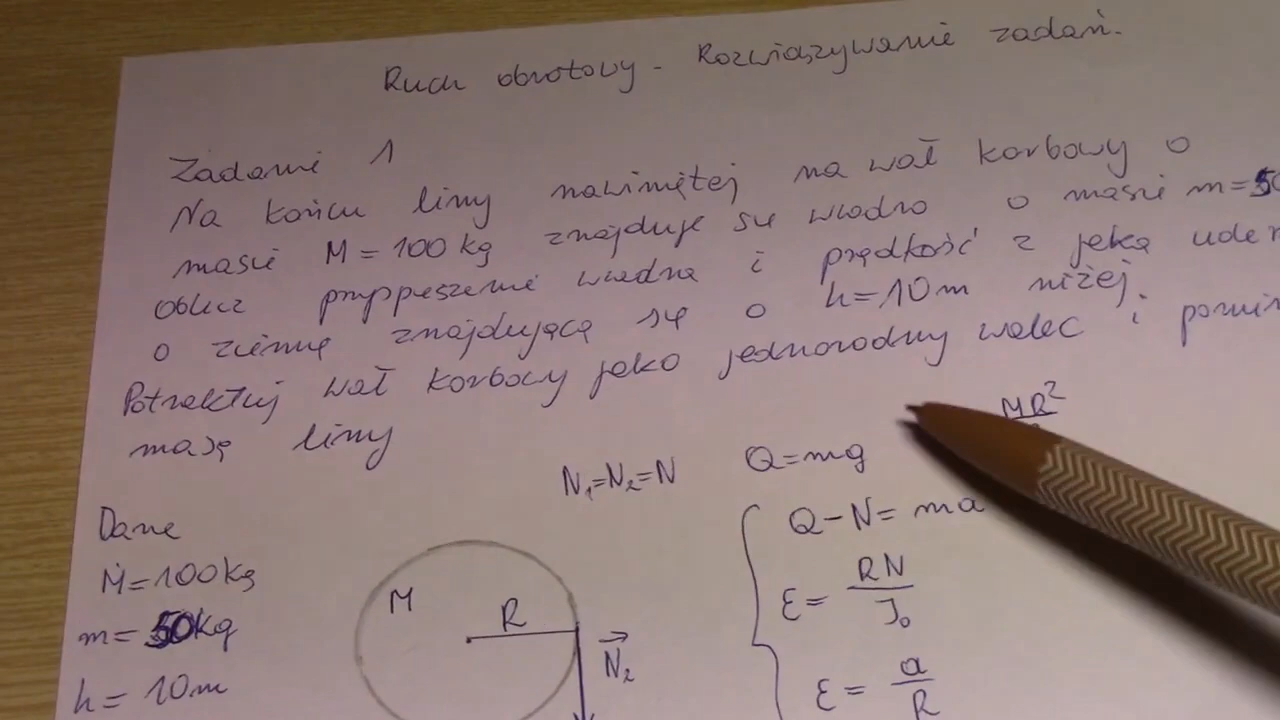 Ruch obrotowy - Rozwiązywanie zadań.
Zadanie 1
Na końcu liny nawiniętej na wał korbowy o
masie M = 100 kg znajduje się wiadro o masie m = 50
oblicz przyspieszenie wiadra i prędkość z jaką uder
o ziemię znajdującą się o h = 10 m niżej
Potraktuj wał korbowy jako jednorodny walec i pomiń
masę liny
MR²
N₁=N₂=N
Q=mg
Dane
M=100kg
m=50kg
h=10m
M
R
N₂
Q-N=ma
ε= RN/J₀
ε= a/R